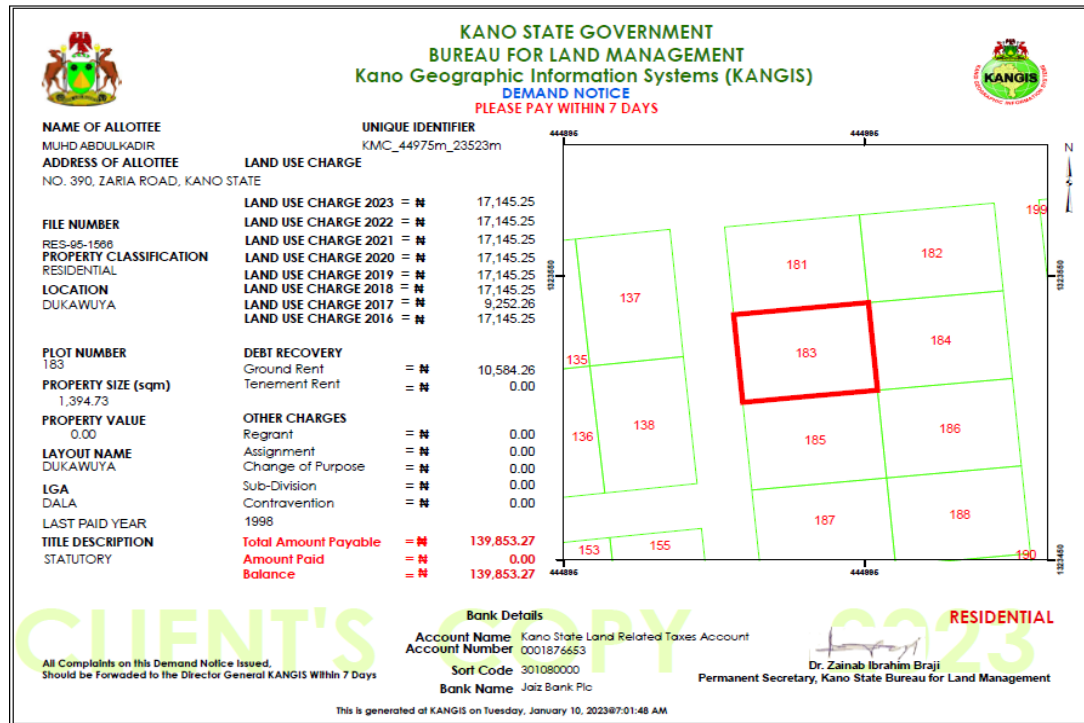 KANO STATE GOVERNMENT
BUREAU FOR LAND MANAGEMENT
Kano Geographic Information Systems (KANGIS)
DEMAND NOTICE
PLEASE PAY WITHIN 7 DAYS
KANGIS
NAME OF ALLOTTEE
MUHD ABDULKADIR
UNIQUE IDENTIFIER
KMC_44975m_23523m
ADDRESS OF ALLOTTEE
NO. 390, ZARIA ROAD, KANO STATE
LAND USE CHARGE
LAND USE CHARGE 2023 = ₦ 17,145.25
LAND USE CHARGE 2022 = ₦ 17,145.25
LAND USE CHARGE 2021 = ₦ 17,145.25
LAND USE CHARGE 2020 = ₦ 17,145.25
LAND USE CHARGE 2019 = ₦ 17,145.25
LAND USE CHARGE 2018 = ₦ 17,145.25
LAND USE CHARGE 2017 = ₦ 9,252.26
LAND USE CHARGE 2016 = ₦ 17,145.25
FILE NUMBER
RES-95-1566
PROPERTY CLASSIFICATION
RESIDENTIAL
LOCATION
DUKAWUYA
PLOT NUMBER
183
PROPERTY SIZE (sqm)
1,394.73
PROPERTY VALUE
0.00
LAYOUT NAME
DUKAWUYA
LGA
DALA
LAST PAID YEAR 1998
TITLE DESCRIPTION
STATUTORY
DEBT RECOVERY
Ground Rent = ₦ 10,584.26
Tenement Rent = ₦ 0.00
OTHER CHARGES
Regrant = ₦ 0.00
Assignment = ₦ 0.00
Change of Purpose = ₦ 0.00
Sub-Division = ₦ 0.00
Contravention = ₦ 0.00
Total Amount Payable = ₦ 139,853.27
Amount Paid = ₦ 0.00
Balance = ₦ 139,853.27
444895 444995
N
199
182
181
1323550 1323550
137
184
183
135
138
136
186
185
188
187
155
153
190
1323450
444895 444995
CLIENT'S COPY 2023
Bank Details
Account Name Kano State Land Related Taxes Account
Account Number 0001876653
Sort Code 301080000
Bank Name Jaiz Bank Plc
RESIDENTIAL
Dr. Zainab Ibrahim Braji
Permanent Secretary, Kano State Bureau for Land Management
All Complaints on this Demand Notice Issued,
Should be Forwaded to the Director General KANGIS Within 7 Days
This is generated at KANGIS on Tuesday, January 10, 2023@7:01:48 AM